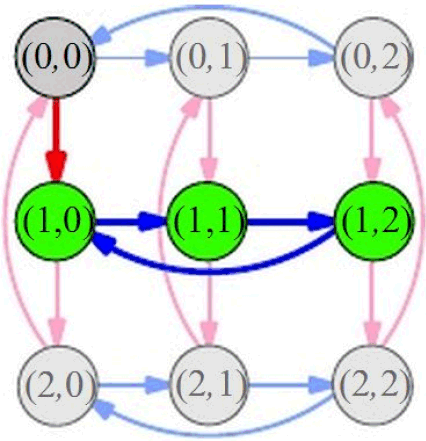 (0,0) (0,1) (0,2)
(1,0) (1,1) (1,2)
(2,0) (2,1) (2,2)